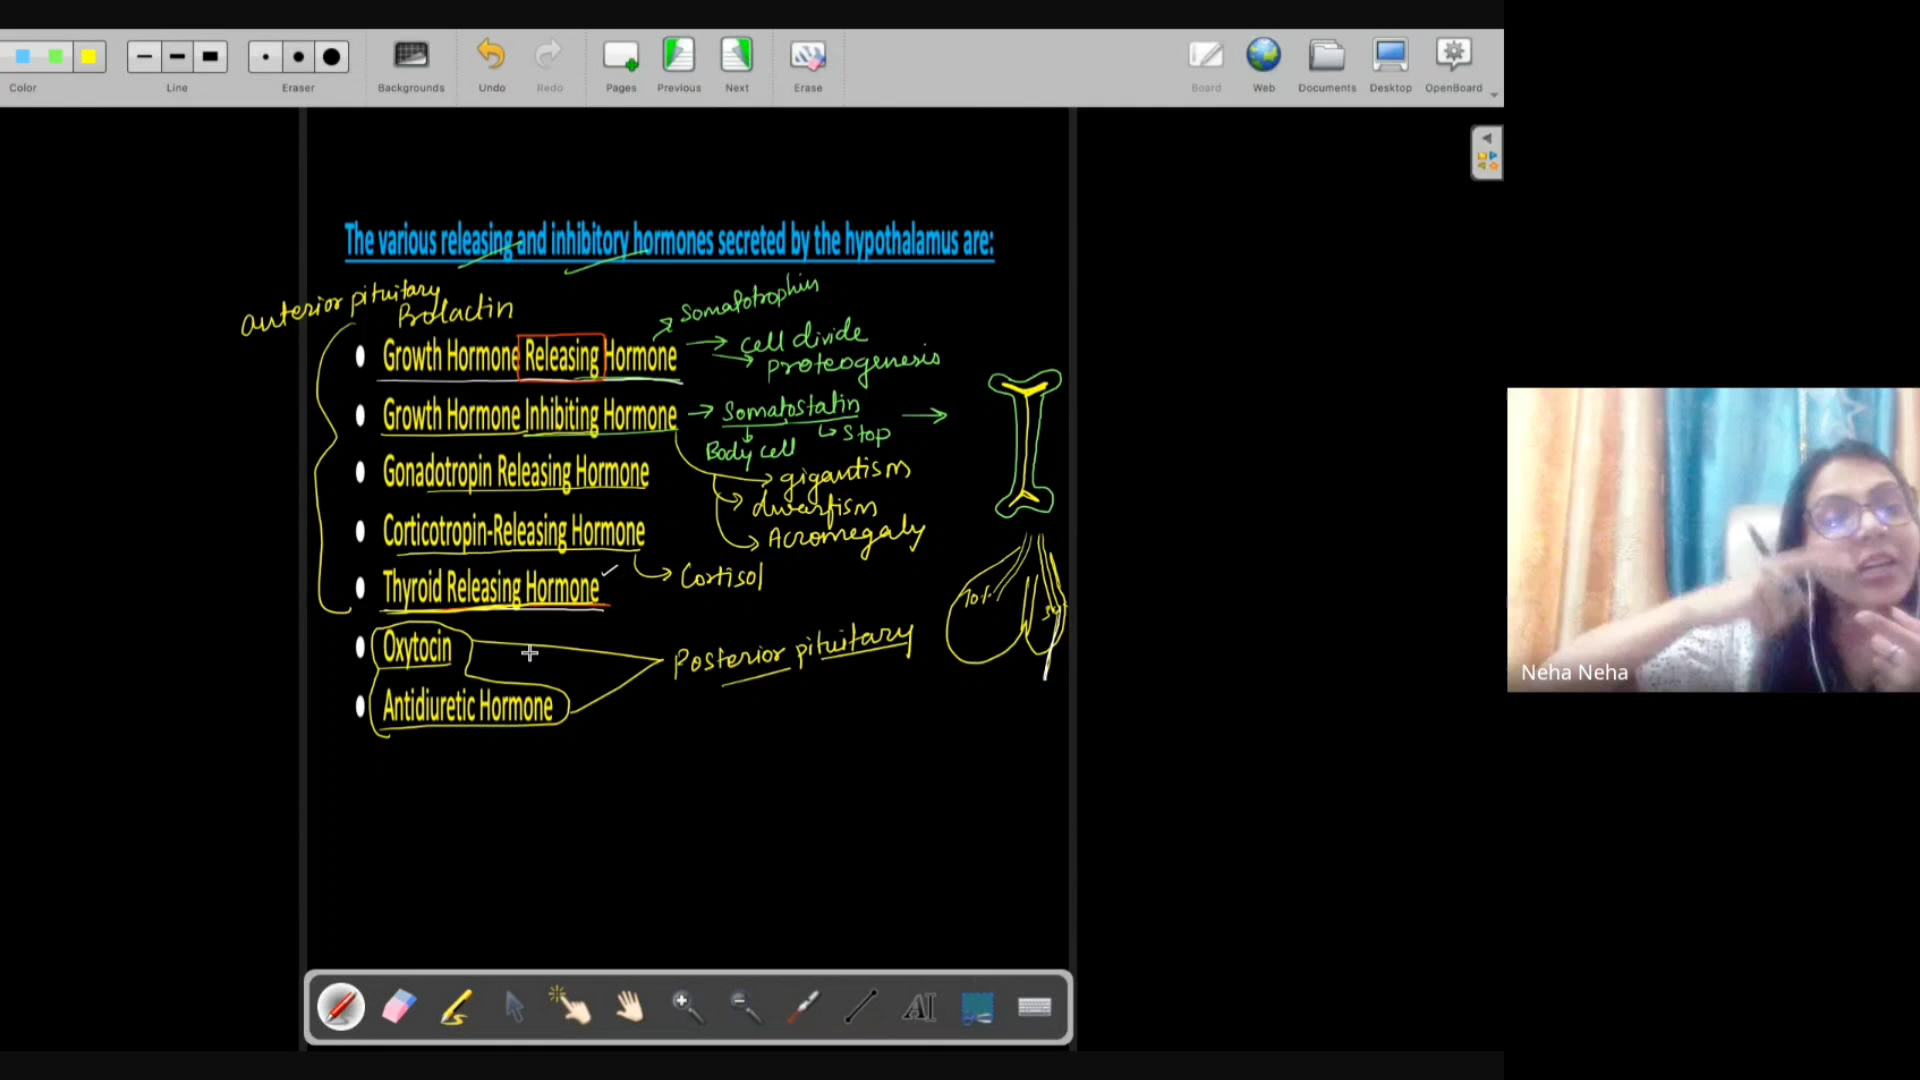 Color
Line
Eraser
Backgrounds
Undo
Redo
Pages
Previous
Next
Erase
Board
Web
Documents
Desktop
OpenBoard
The various releasing and inhibitory hormones secreted by the hypothalamus are:
Anterior pituitary
Prolactin
Somatotrophin
Growth Hormone Releasing Hormone
cell divide
Proteogenesis
Growth Hormone Inhibiting Hormone
Somatostatin
Stop
Body cell
Gonadotropin Releasing Hormone
gigantism
dwarfism
Acromegaly
Corticotropin-Releasing Hormone
Cortisol
Thyroid Releasing Hormone
70%
Oxytocin
Posterior pituitary
Antidiuretic Hormone
Neha Neha
AI